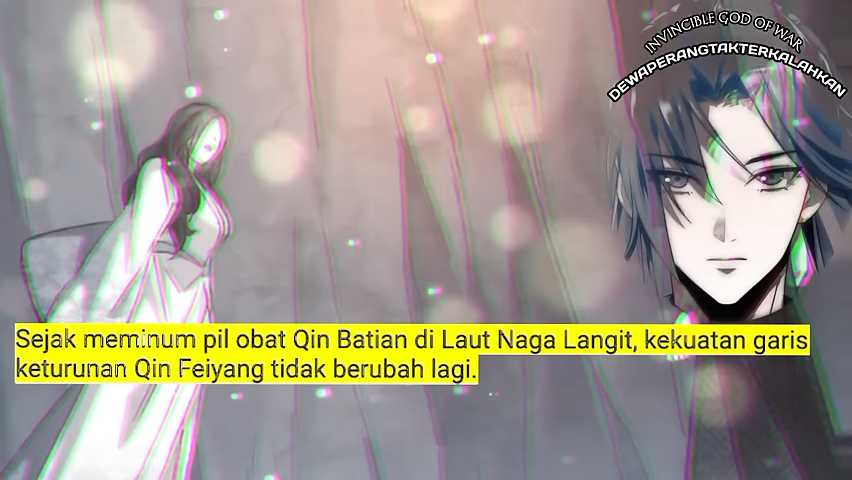 INVINCIBLE GOD OF WAR
DEWAPERANGTAKTERKALAHKAN
Sejak meminum pil obat Qin Batian di Laut Naga Langit, kekuatan garis
keturunan Qin Feiyang tidak berubah lagi.